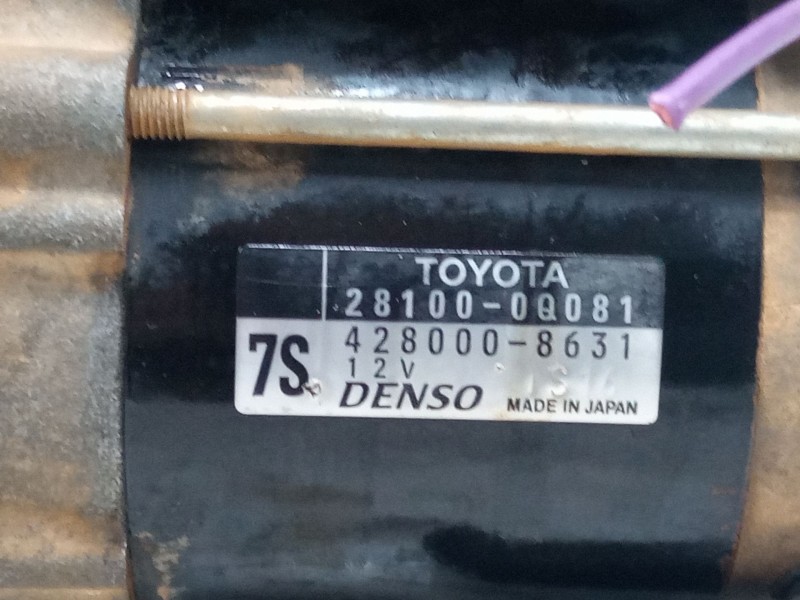 TOYOTA
28100-0Q081
7S
428000-8631
12V
DENSO MADE IN JAPAN